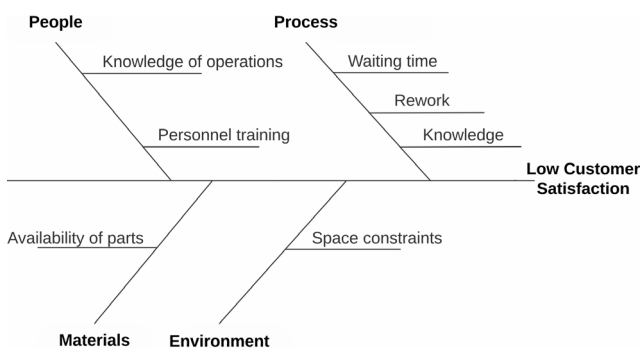 People
Process
Knowledge of operations
Waiting time
Rework
Personnel training
Knowledge
Low Customer
Satisfaction
Availability of parts
Space constraints
Materials
Environment